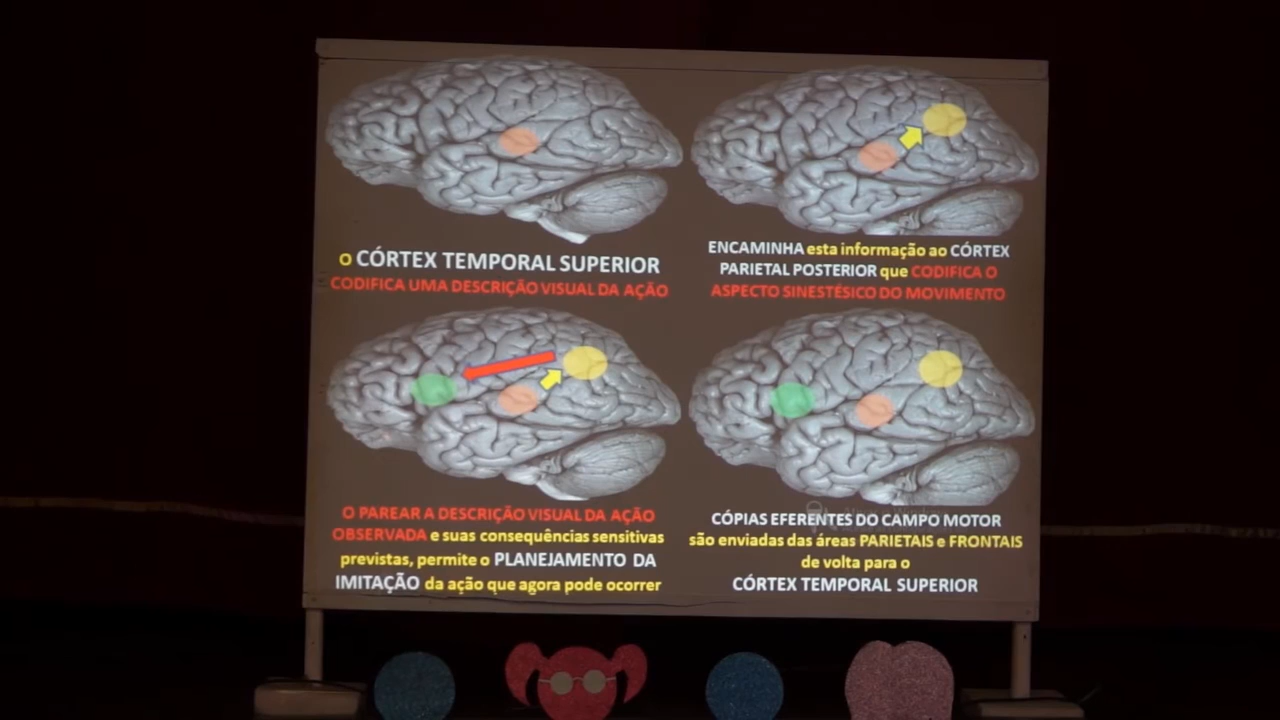 O CÓRTEX TEMPORAL SUPERIOR
CODIFICA UMA DESCRIÇÃO VISUAL DA AÇÃO
ENCAMINHA esta informação ao CÓRTEX
PARIETAL POSTERIOR que CODIFICA O
ASPECTO SINESTÉSICO DO MOVIMENTO
O PAREAR A DESCRIÇÃO VISUAL DA AÇÃO
OBSERVADA e suas consequências sensitivas
previstas, permite o PLANEJAMENTO DA
IMITAÇÃO da ação que agora pode ocorrer
CÓPIAS EFERENTES DO CAMPO MOTOR
são enviadas das áreas PARIETAIS e FRONTAIS
de volta para o
CÓRTEX TEMPORAL SUPERIOR